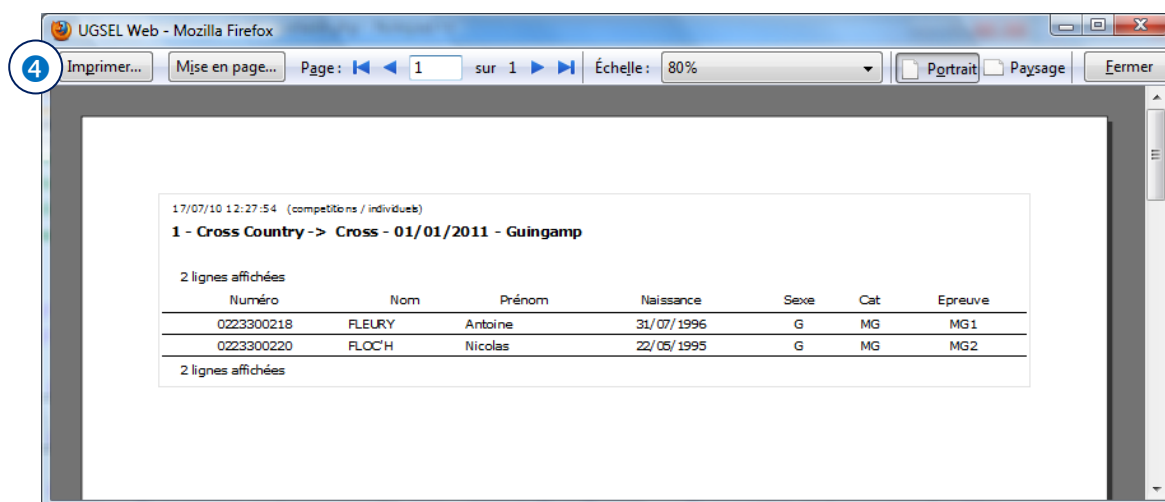 UGSEL Web - Mozilla Firefox
4 Imprimer... Mise en page... Page : 1 sur 1 Échelle : 80% Portrait Paysage Fermer
17/07/10 12:27:54 (competitions / individuels)
1 - Cross Country -> Cross - 01/01/2011 - Guingamp
2 lignes affichées
Numéro Nom Prénom Naissance Sexe Cat Epreuve
0223300218 FLEURY Antoine 31/07/1996 G MG MG1
0223300220 FLOC'H Nicolas 22/05/1995 G MG MG2
2 lignes affichées